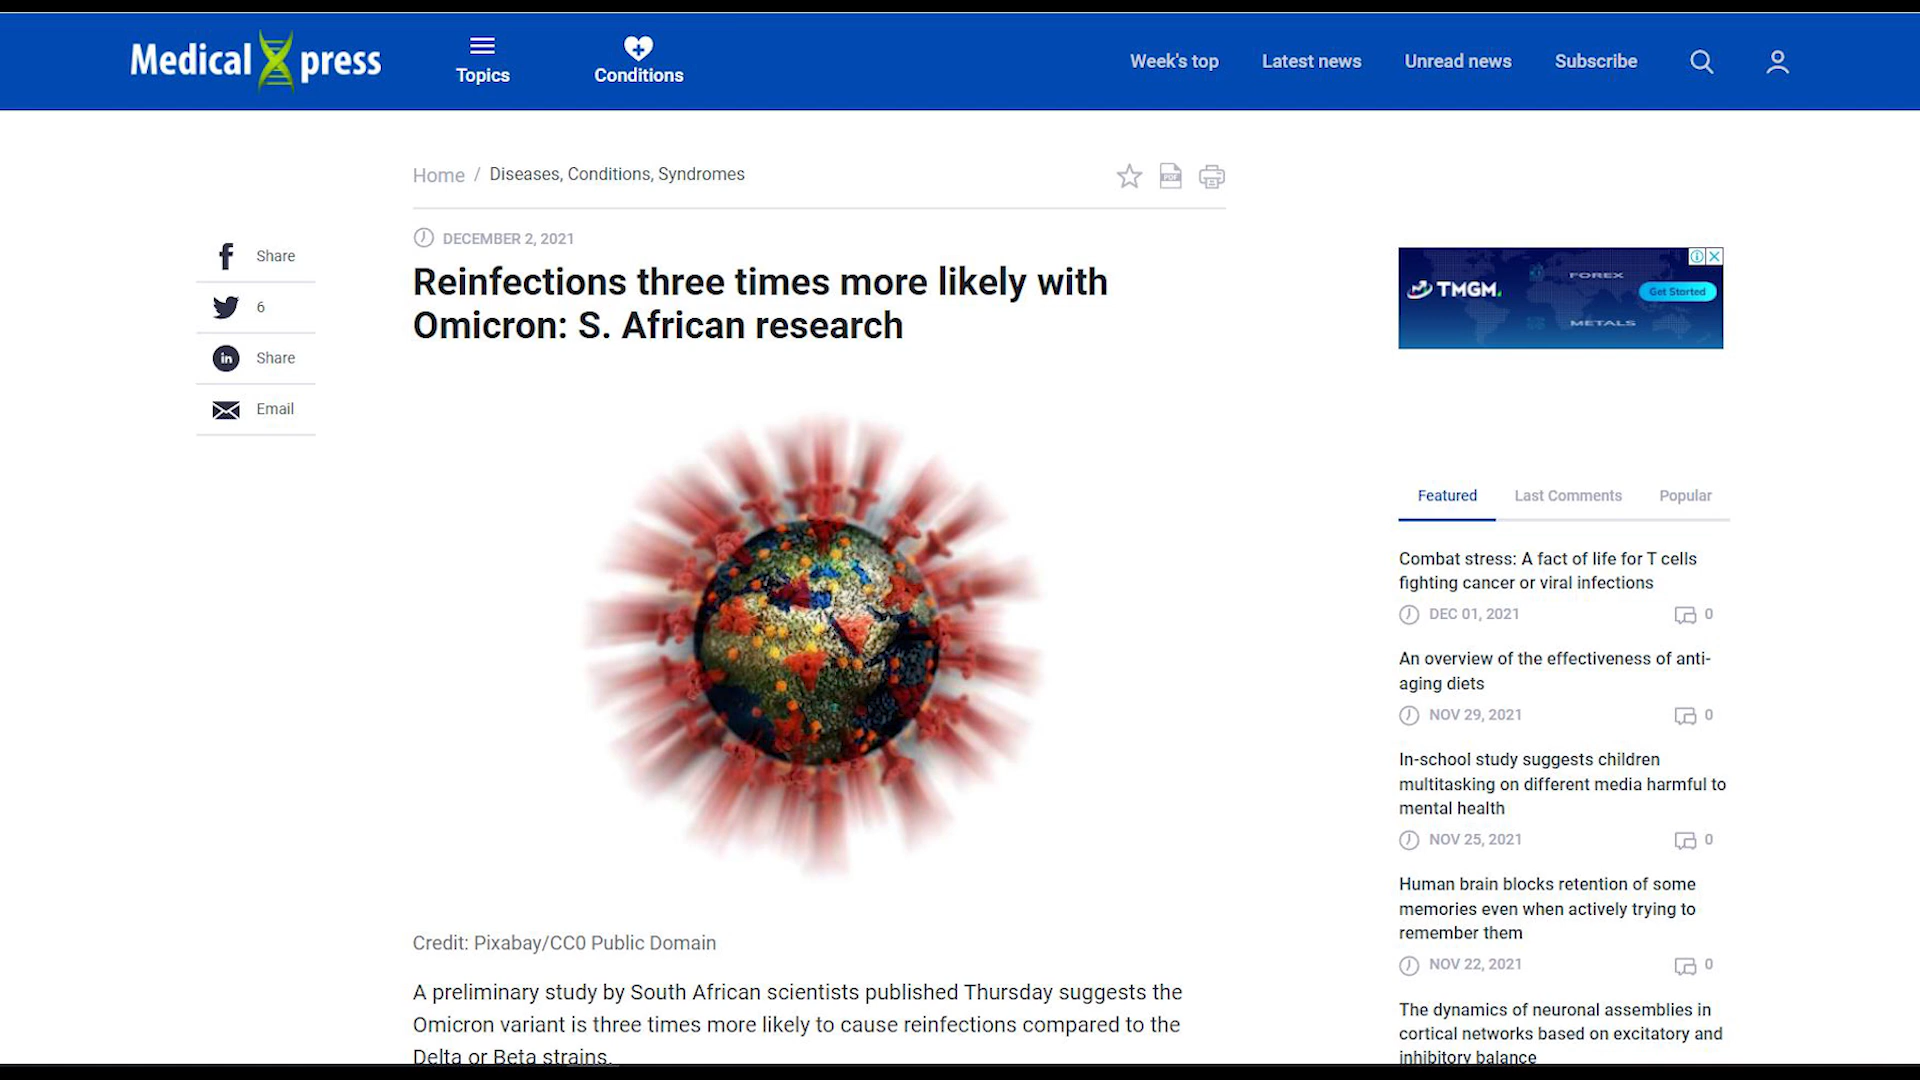 Medical Xpress
Topics
Conditions
Week's top
Latest news
Unread news
Subscribe
Home / Diseases, Conditions, Syndromes
PDF
DECEMBER 2, 2021
Reinfections three times more likely with
Omicron: S. African research
Share
6
Share
Email
TMGM
FOREX
Get Started
METALS
Credit: Pixabay/CC0 Public Domain
A preliminary study by South African scientists published Thursday suggests the
Omicron variant is three times more likely to cause reinfections compared to the
Delta or Beta strains.
Featured
Last Comments
Popular
Combat stress: A fact of life for T cells
fighting cancer or viral infections
DEC 01, 2021
0
An overview of the effectiveness of anti-
aging diets
NOV 29, 2021
0
In-school study suggests children
multitasking on different media harmful to
mental health
NOV 25, 2021
0
Human brain blocks retention of some
memories even when actively trying to
remember them
NOV 22, 2021
0
The dynamics of neuronal assemblies in
cortical networks based on excitatory and
inhibitory balance